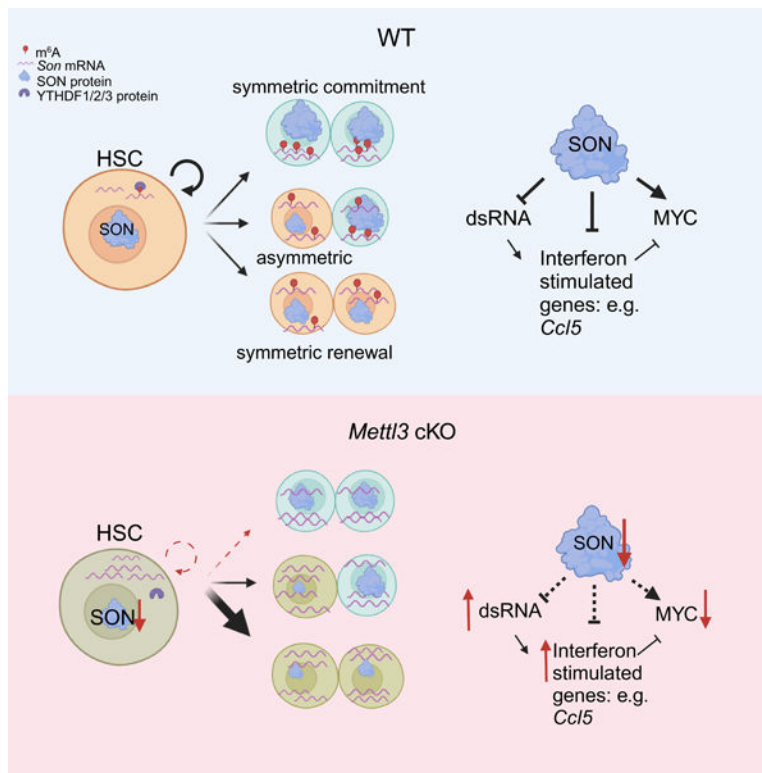 WT
m⁶A
Son mRNA
SON protein
YTHDF1/2/3 protein
HSC
SON
symmetric commitment
asymmetric
symmetric renewal
SON
dsRNA
MYC
Interferon
stimulated
genes: e.g.
Ccl5
Mettl3 cKO
HSC
SON
SON
dsRNA
MYC
Interferon
stimulated
genes: e.g.
Ccl5